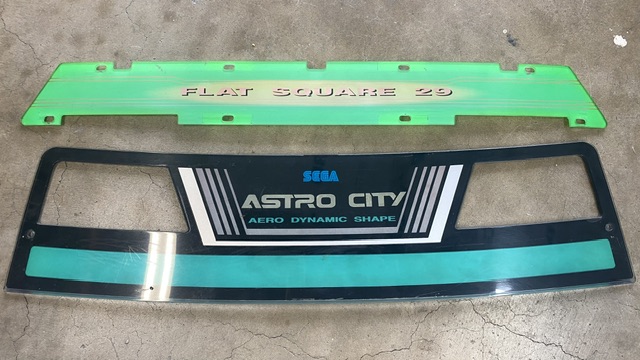 FLAT SQUARE 29
SEGA
ASTRO CITY
AERO DYNAMIC SHAPE